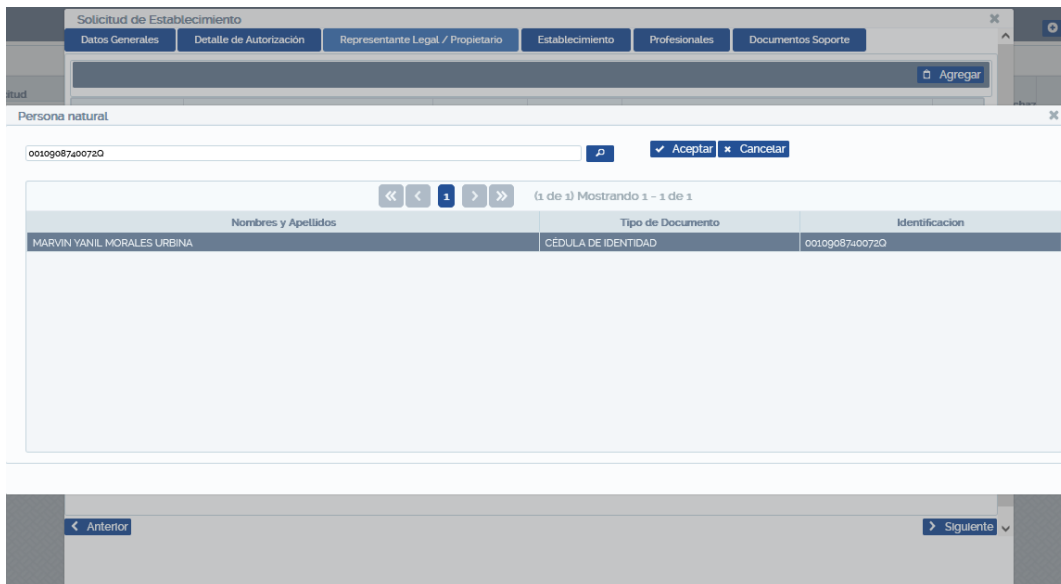 Solicitud de Establecimiento
Datos Generales Detalle de Autorización Representante Legal / Propietario Establecimiento Profesionales Documentos Soporte
Agregar
Persona natural
0010908740072Q
Aceptar Cancelar
1 (1 de 1) Mostrando 1 - 1 de 1
Nombres y Apellidos Tipo de Documento Identificacion
MARVIN YANIL MORALES URBINA CÉDULA DE IDENTIDAD 0010908740072Q
Anterior Siguiente